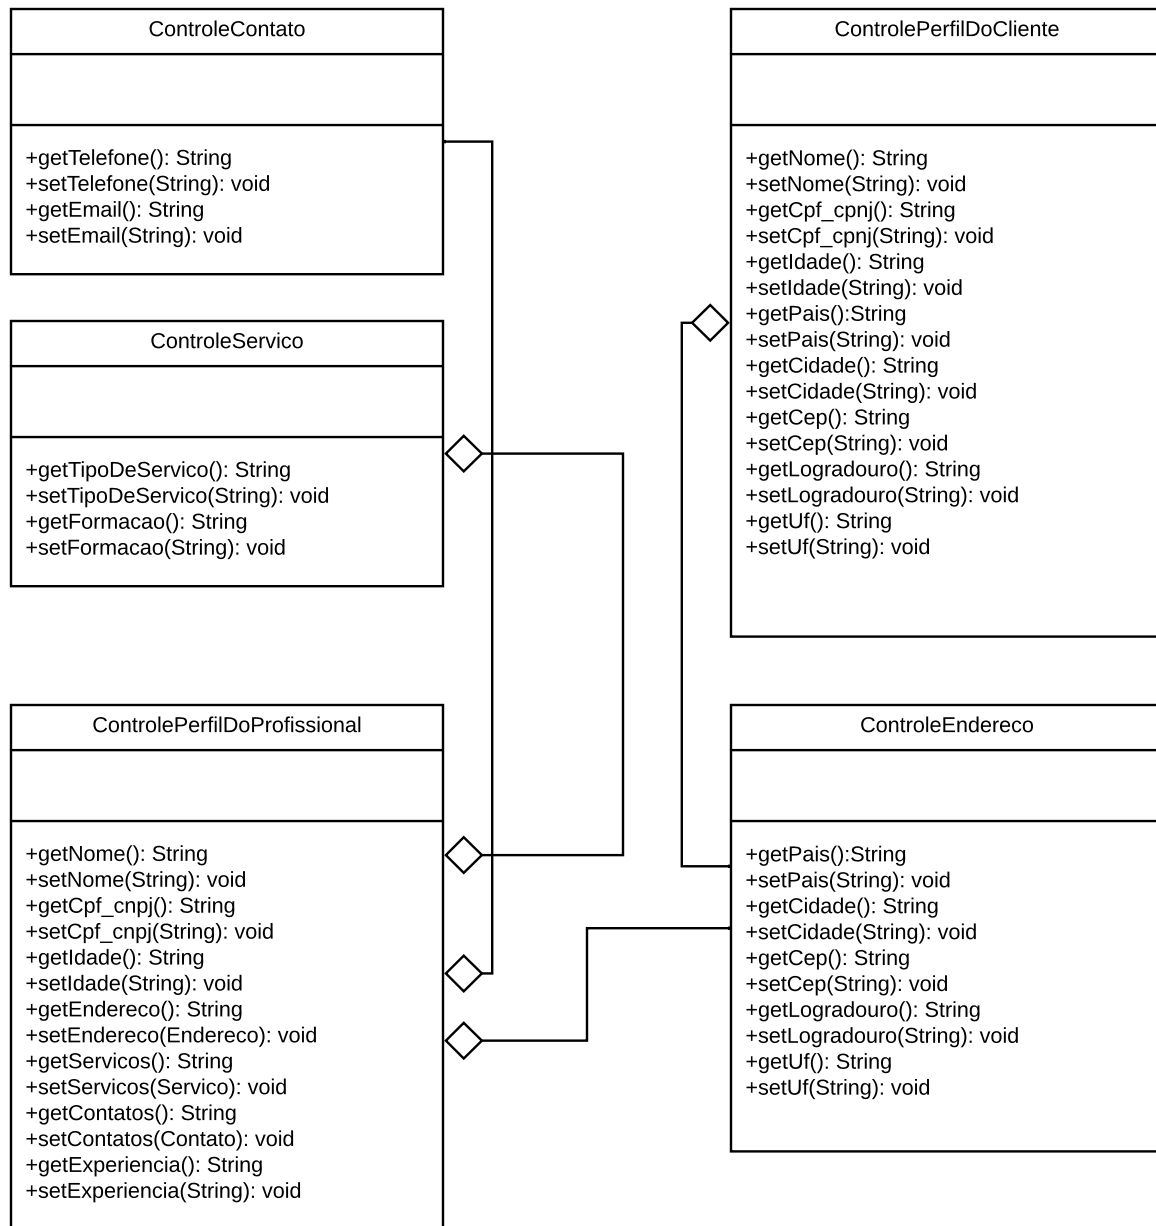 ControleContato
+getTelefone(): String
+setTelefone(String): void
+getEmail(): String
+setEmail(String): void
ControleServico
+getTipoDeServico(): String
+setTipoDeServico(String): void
+getFormacao(): String
+setFormacao(String): void
ControlePerfilDoProfissional
+getNome(): String
+setNome(String): void
+getCpf_cnpj(): String
+setCpf_cnpj(String): void
+getIdade(): String
+setIdade(String): void
+getEndereco(): String
+setEndereco(Endereco): void
+getServicos(): String
+setServicos(Servico): void
+getContatos(): String
+setContatos(Contato): void
+getExperiencia(): String
+setExperiencia(String): void
ControlePerfilDoCliente
+getNome(): String
+setNome(String): void
+getCpf_cpnj(): String
+setCpf_cpnj(String): void
+getIdade(): String
+setIdade(String): void
+getPais():String
+setPais(String): void
+getCidade(): String
+setCidade(String): void
+getCep(): String
+setCep(String): void
+getLogradouro(): String
+setLogradouro(String): void
+getUf(): String
+setUf(String): void
ControleEndereco
+getPais():String
+setPais(String): void
+getCidade(): String
+setCidade(String): void
+getCep(): String
+setCep(String): void
+getLogradouro(): String
+setLogradouro(String): void
+getUf(): String
+setUf(String): void